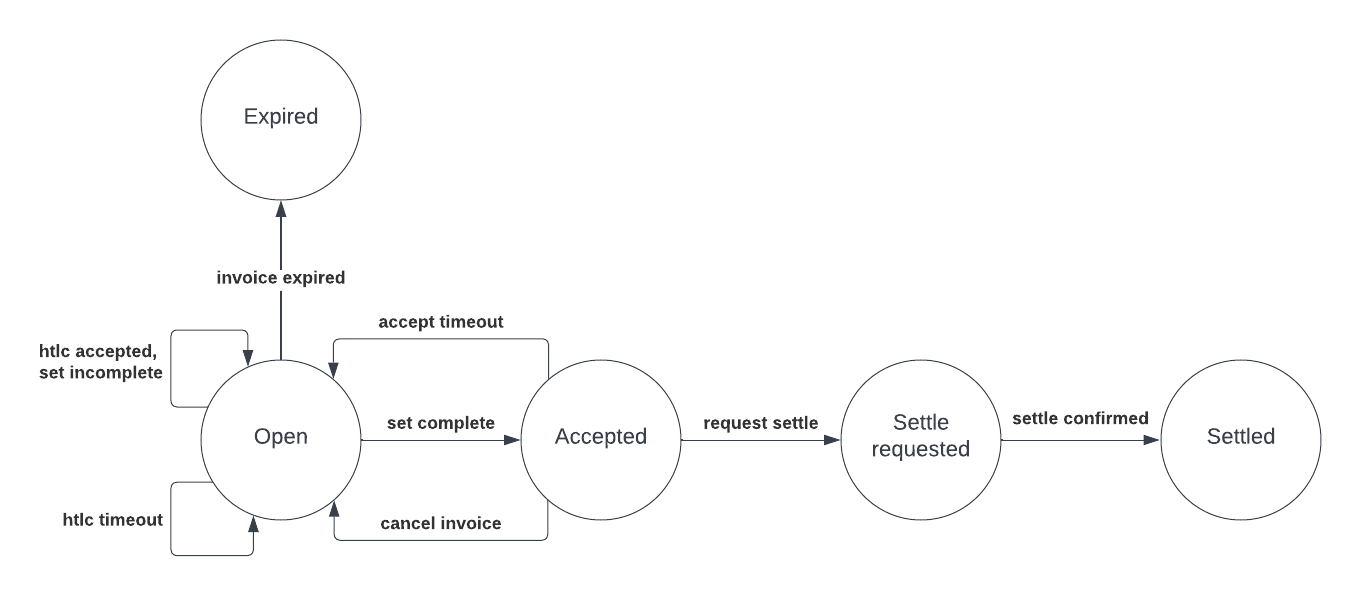 Expired
invoice expired
accept timeout
htlc accepted,
set incomplete
Open
set complete
Accepted
request settle
Settle
requested
settle confirmed
Settled
htlc timeout
cancel invoice